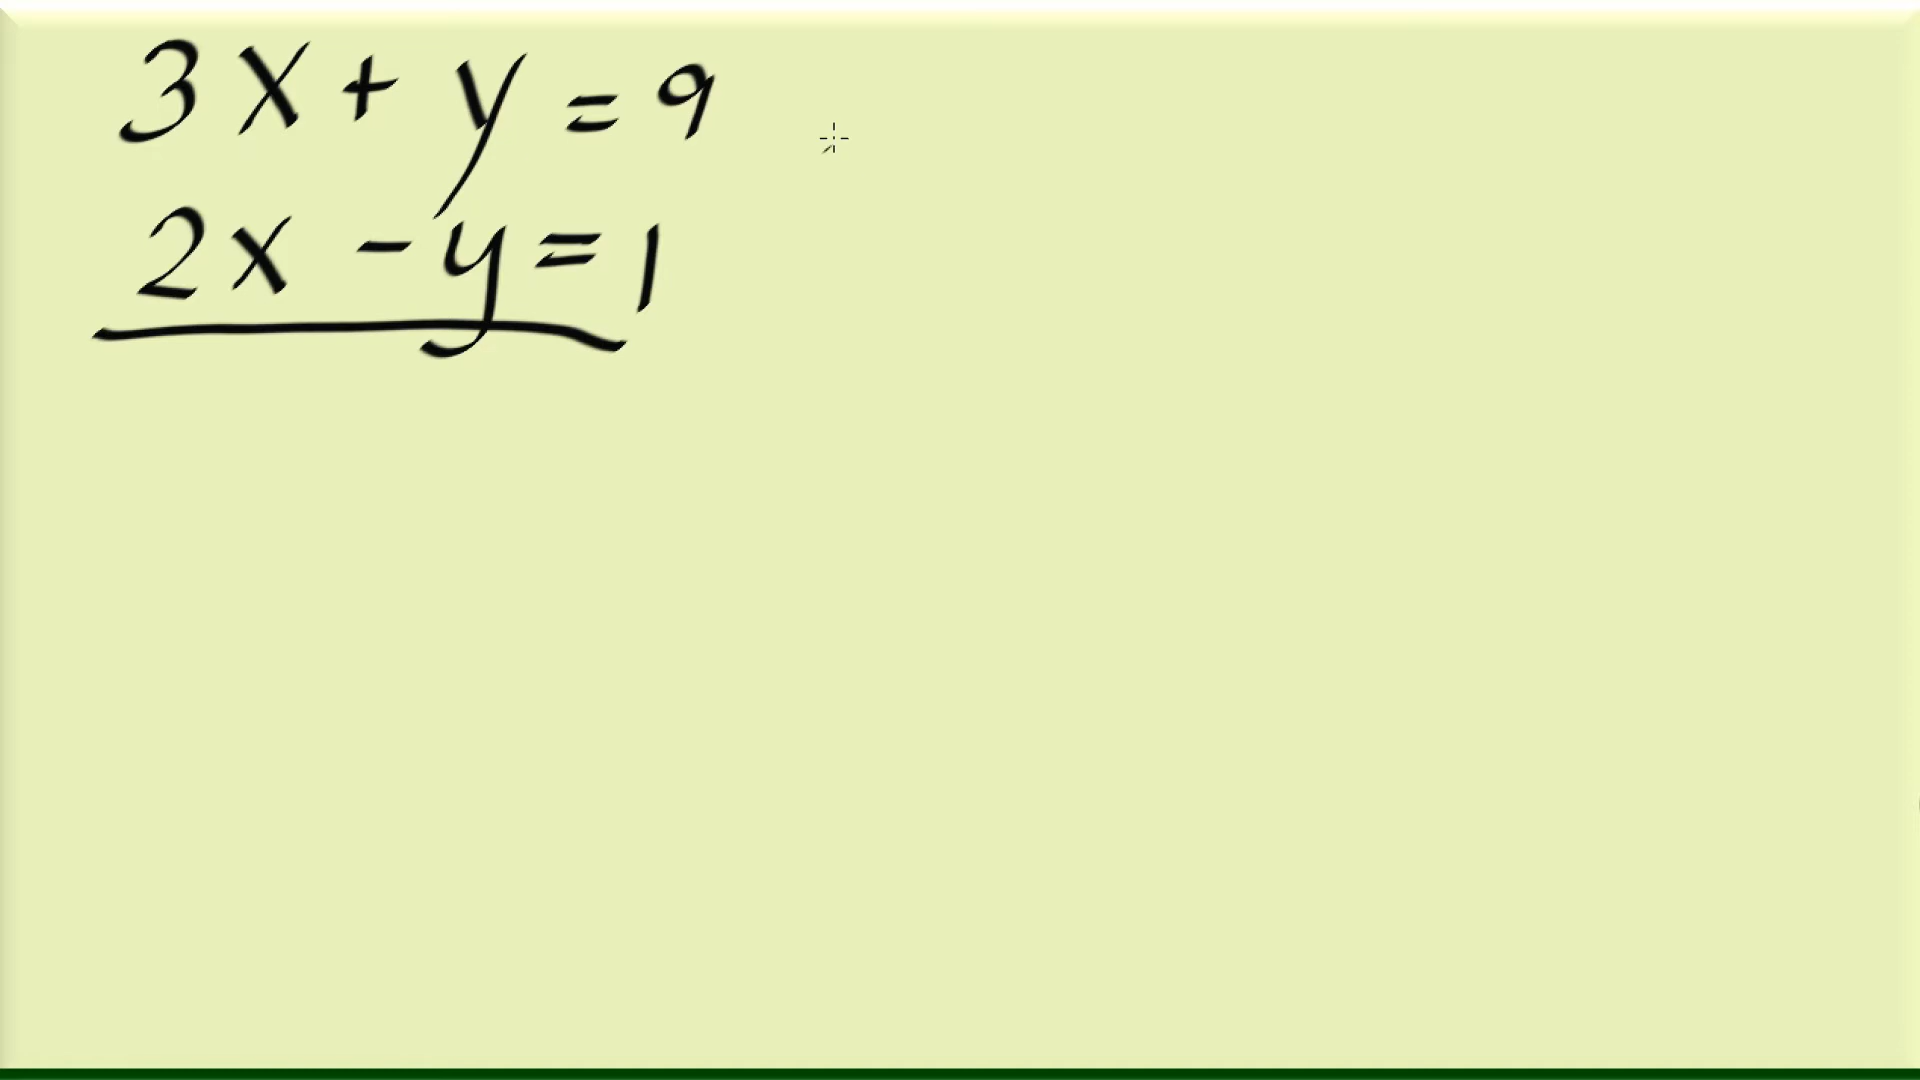 3x + y = 9
2x - y = 1